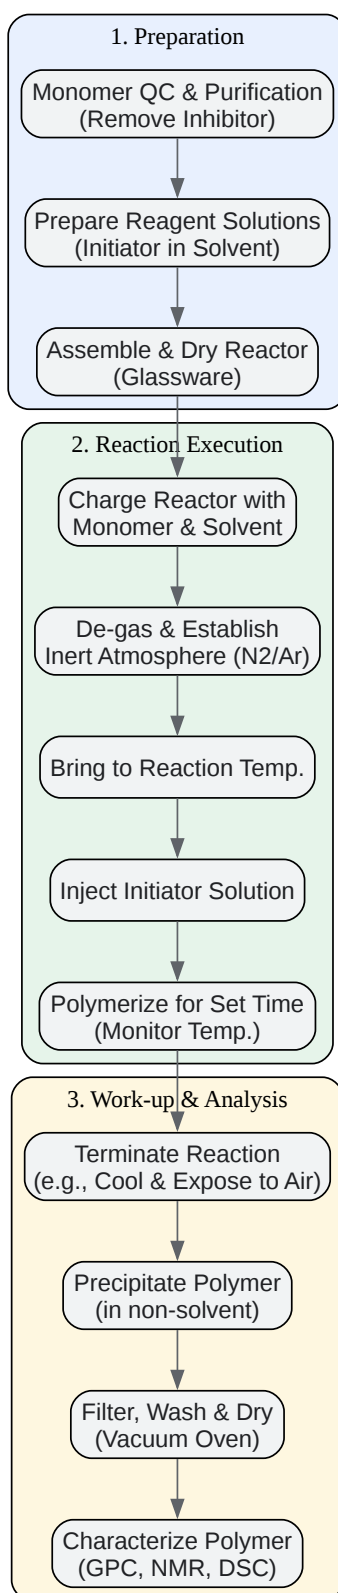 1. Preparation
Monomer QC & Purification
(Remove Inhibitor)
Prepare Reagent Solutions
(Initiator in Solvent)
Assemble & Dry Reactor
(Glassware)
2. Reaction Execution
Charge Reactor with
Monomer & Solvent
De-gas & Establish
Inert Atmosphere (N2/Ar)
Bring to Reaction Temp.
Inject Initiator Solution
Polymerize for Set Time
(Monitor Temp.)
3. Work-up & Analysis
Terminate Reaction
(e.g., Cool & Expose to Air)
Precipitate Polymer
(in non-solvent)
Filter, Wash & Dry
(Vacuum Oven)
Characterize Polymer
(GPC, NMR, DSC)